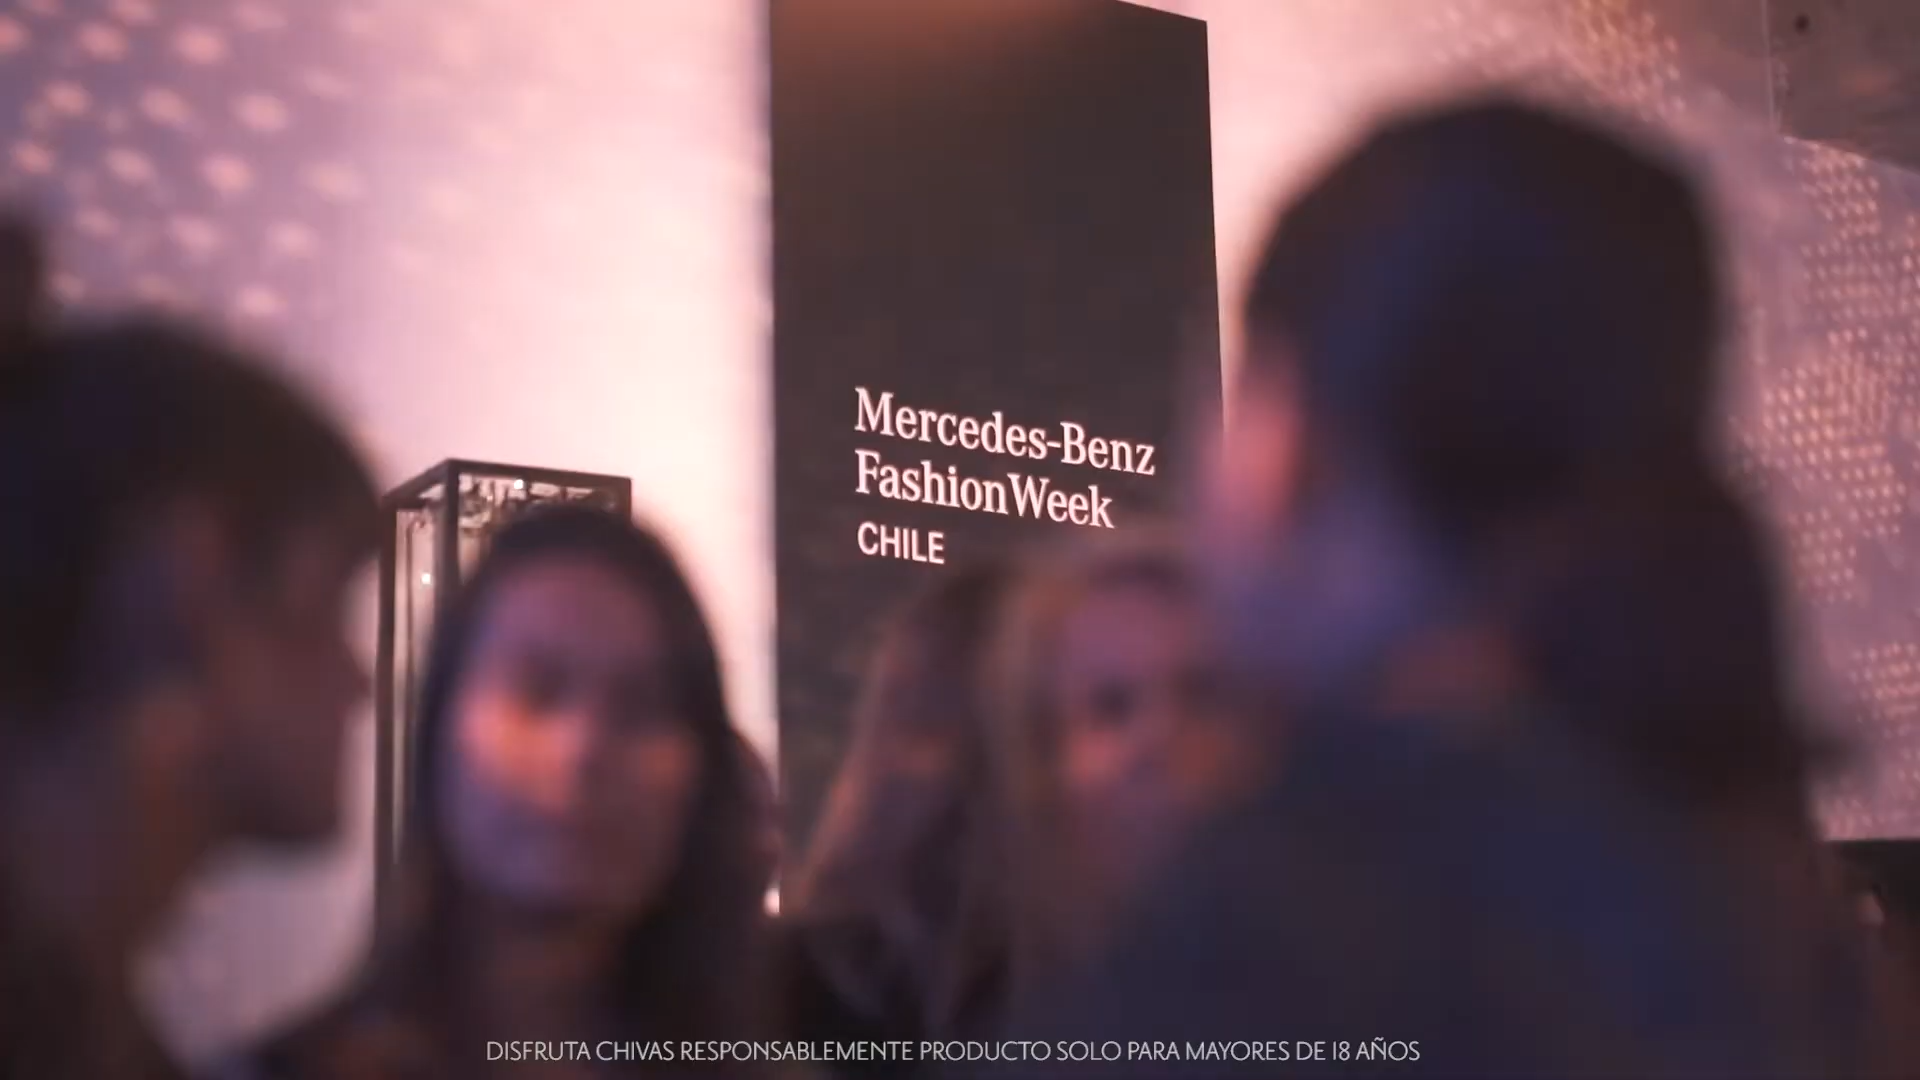 Mercedes-Benz
FashionWeek
CHILE
DISFRUTA CHIVAS RESPONSABLEMENTE PRODUCTO SOLO PARA MAYORES DE 18 AÑOS